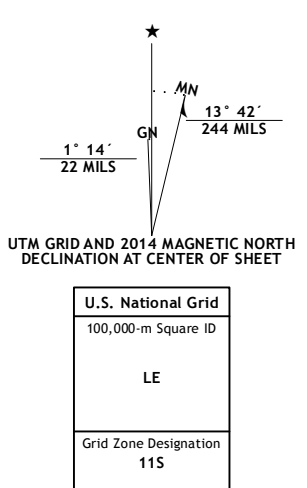 ★
MN
GN
13° 42´
244 MILS
1° 14´
22 MILS
UTM GRID AND 2014 MAGNETIC NORTH
DECLINATION AT CENTER OF SHEET
U.S. National Grid
100,000-m Square ID
LE
Grid Zone Designation
11S